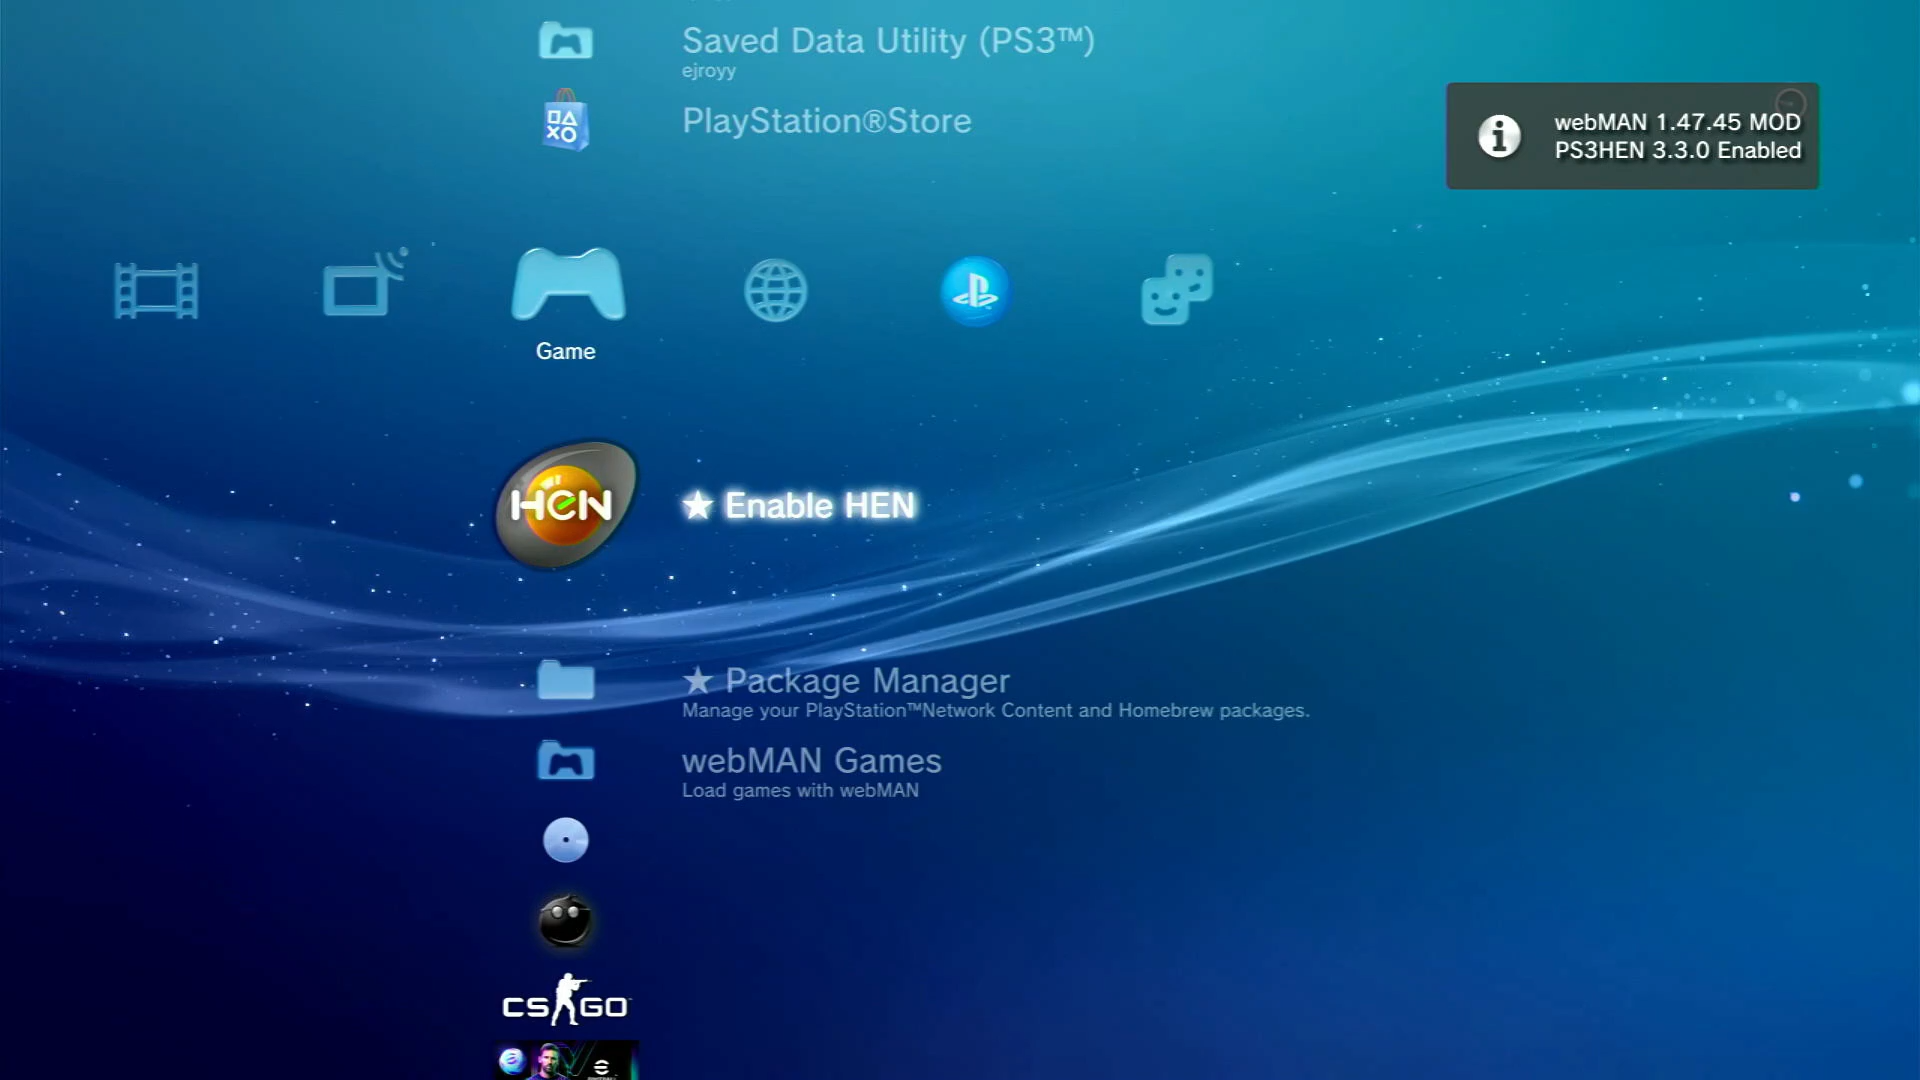 Saved Data Utility (PS3™)
ejroyy
PlayStation®Store
webMAN 1.47.45 MOD
PS3HEN 3.3.0 Enabled
Game
HEN
★ Enable HEN
★ Package Manager
Manage your PlayStation™Network Content and Homebrew packages.
webMAN Games
Load games with webMAN
CS GO